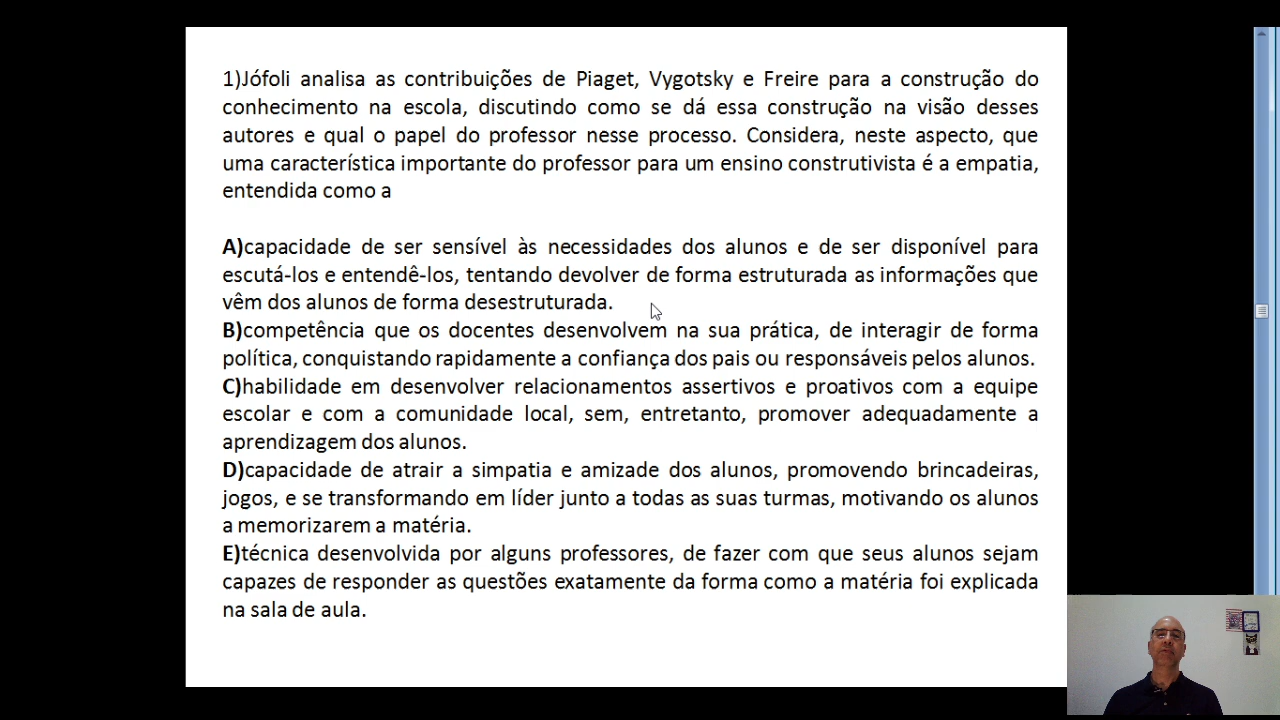 1)Jófoli analisa as contribuições de Piaget, Vygotsky e Freire para a construção do
conhecimento na escola, discutindo como se dá essa construção na visão desses
autores e qual o papel do professor nesse processo. Considera, neste aspecto, que
uma característica importante do professor para um ensino construtivista é a empatia,
entendida como a
A)capacidade de ser sensível às necessidades dos alunos e de ser disponível para
escutá-los e entendê-los, tentando devolver de forma estruturada as informações que
vêm dos alunos de forma desestruturada.
B)competência que os docentes desenvolvem na sua prática, de interagir de forma
política, conquistando rapidamente a confiança dos pais ou responsáveis pelos alunos.
C)habilidade em desenvolver relacionamentos assertivos e proativos com a equipe
escolar e com a comunidade local, sem, entretanto, promover adequadamente a
aprendizagem dos alunos.
D)capacidade de atrair a simpatia e amizade dos alunos, promovendo brincadeiras,
jogos, e se transformando em líder junto a todas as suas turmas, motivando os alunos
a memorizarem a matéria.
E)técnica desenvolvida por alguns professores, de fazer com que seus alunos sejam
capazes de responder as questões exatamente da forma como a matéria foi explicada
na sala de aula.